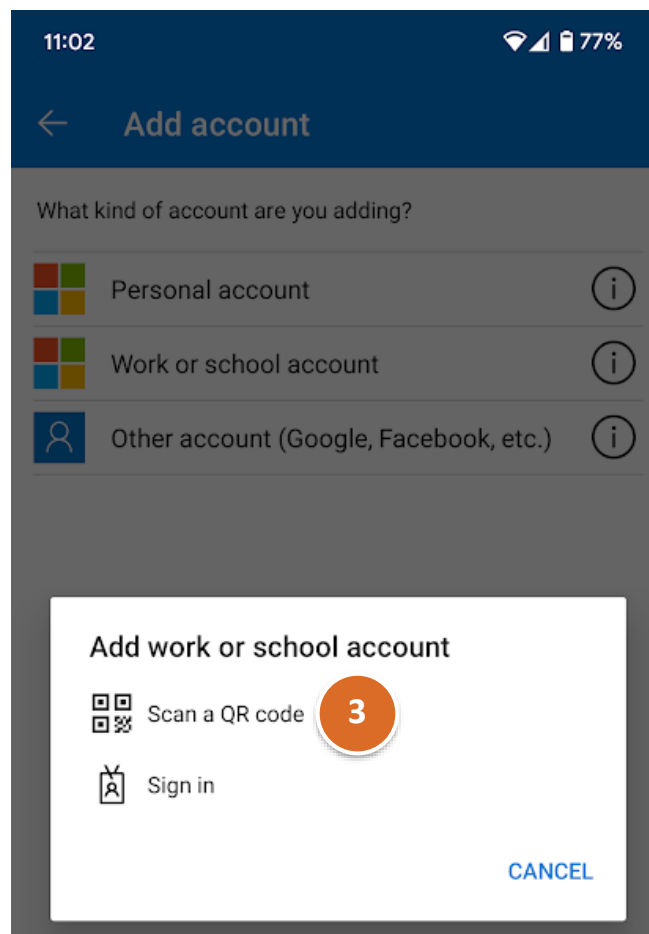 11:02 77%
Add account
What kind of account are you adding?
Personal account
Work or school account
Other account (Google, Facebook, etc.)
Add work or school account
Scan a QR code 3
Sign in
CANCEL